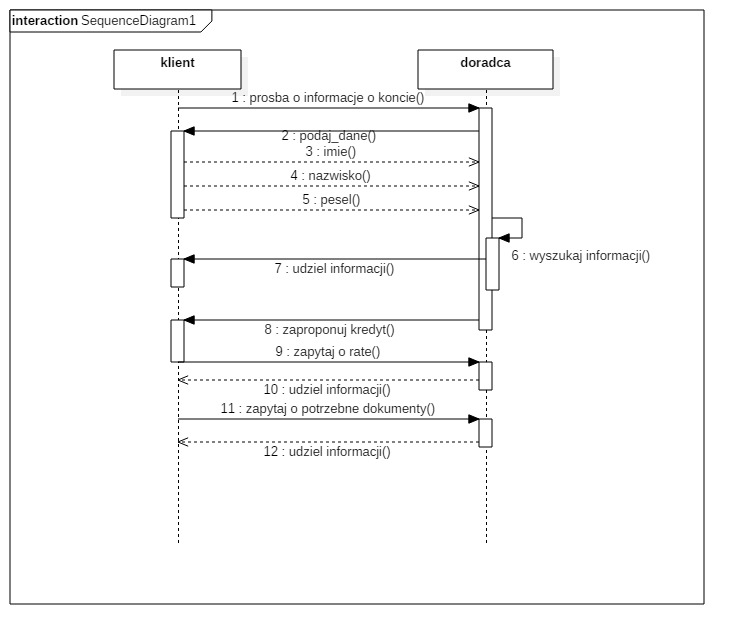 interaction SequenceDiagram1
klient
doradca
1 : prosba o informacje o koncie()
2 : podaj_dane()
3 : imie()
4 : nazwisko()
5 : pesel()
6 : wyszukaj informacji()
7 : udziel informacji()
8 : zaproponuj kredyt()
9 : zapytaj o rate()
10 : udziel informacji()
11 : zapytaj o potrzebne dokumenty()
12 : udziel informacji()